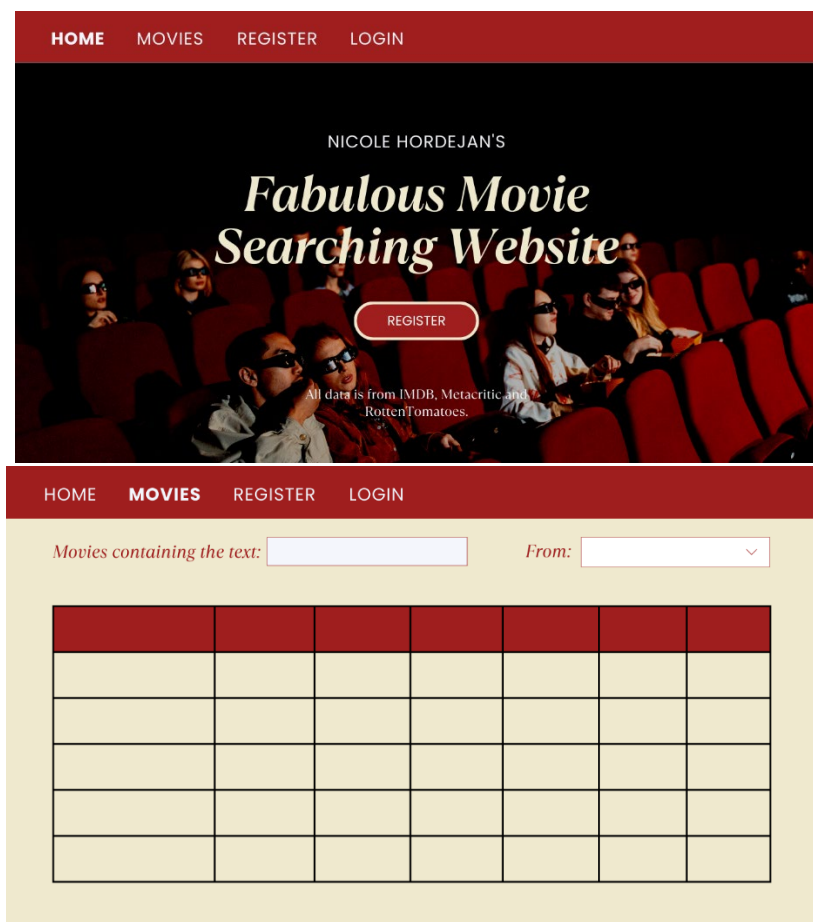 HOME MOVIES REGISTER LOGIN
NICOLE HORDEJAN'S
Fabulous Movie
Searching Website
REGISTER
All data is from IMDB, Metacritic and
RottenTomatoes.
HOME MOVIES REGISTER LOGIN
Movies containing the text: From: